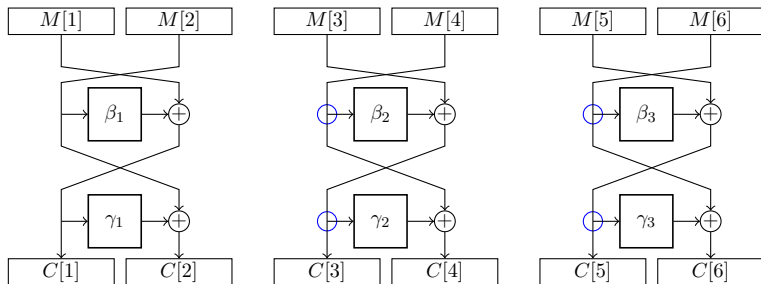 M[1] M[2] M[3] M[4] M[5] M[6]
β₁ + β₂ + β₃ +
γ₁ + γ₂ + γ₃ +
C[1] C[2] C[3] C[4] C[5] C[6]